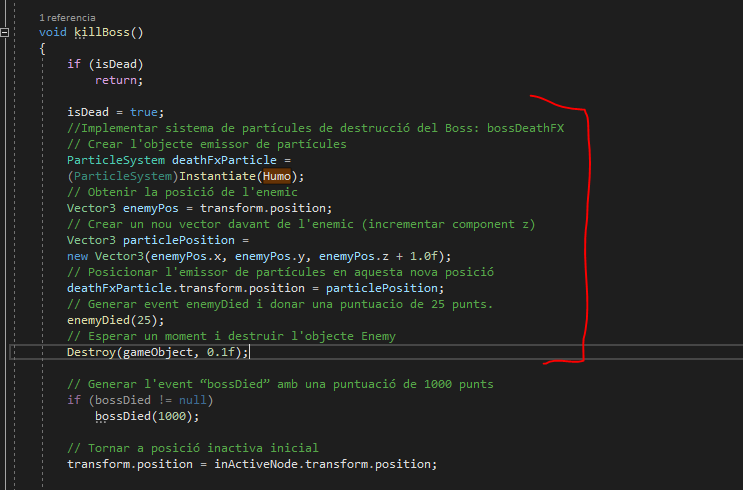 1 referencia
void killBoss()
{
if (isDead)
return;
isDead = true;
//Implementar sistema de partícules de destrucció del Boss: bossDeathFX
// Crear l'objecte emissor de partícules
ParticleSystem deathFxParticle =
(ParticleSystem)Instantiate(Humo);
// Obtenir la posició de l'enemic
Vector3 enemyPos = transform.position;
// Crear un nou vector davant de l'enemic (incrementar component z)
Vector3 particlePosition =
new Vector3(enemyPos.x, enemyPos.y, enemyPos.z + 1.0f);
// Posicionar l'emissor de partícules en aquesta nova posició
deathFxParticle.transform.position = particlePosition;
// Generar event enemyDied i donar una puntuacio de 25 punts.
enemyDied(25);
// Esperar un moment i destruir l'objecte Enemy
Destroy(gameObject, 0.1f);
// Generar l'event “bossDied” amb una puntuació de 1000 punts
if (bossDied != null)
bossDied(1000);
// Tornar a posició inactiva inicial
transform.position = inActiveNode.transform.position;